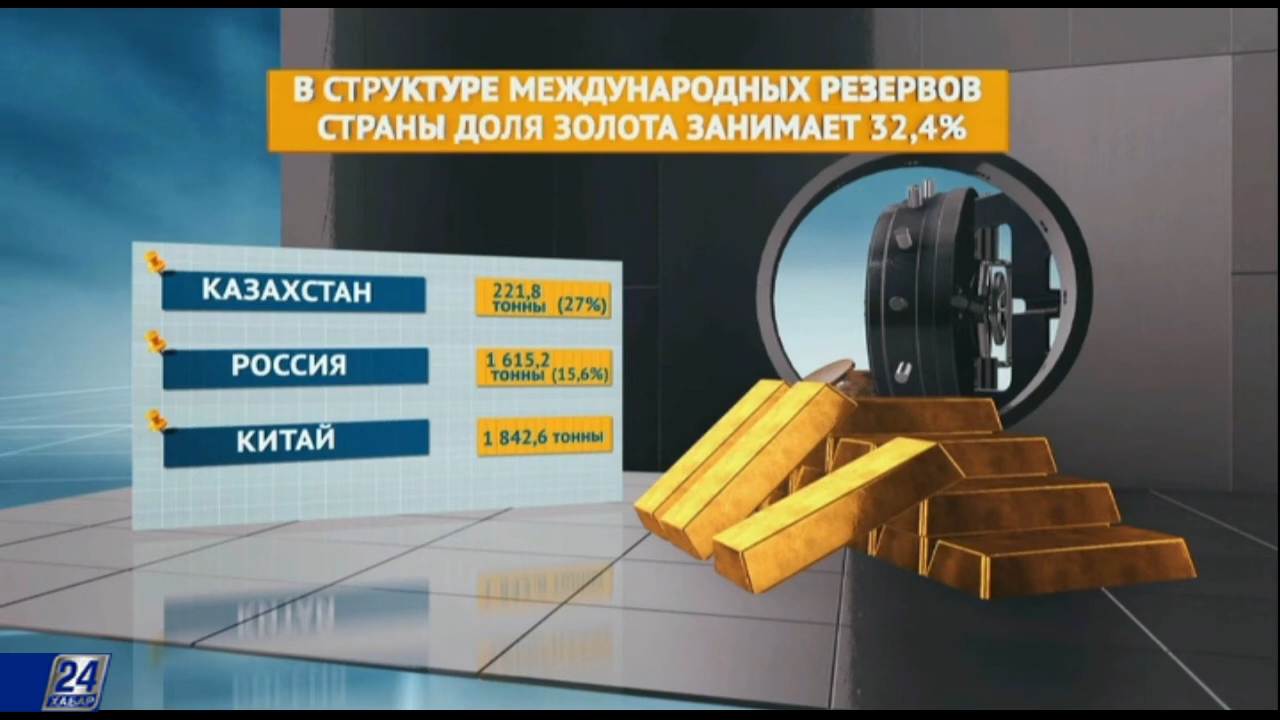 В СТРУКТУРЕ МЕЖДУНАРОДНЫХ РЕЗЕРВОВ
СТРАНЫ ДОЛЯ ЗОЛОТА ЗАНИМАЕТ 32,4%
КАЗАХСТАН
221,8
ТОННЫ (27%)
РОССИЯ
1 615,2
ТОННЫ (15,6%)
КИТАЙ
1 842,6 ТОННЫ
24
ХАБАР